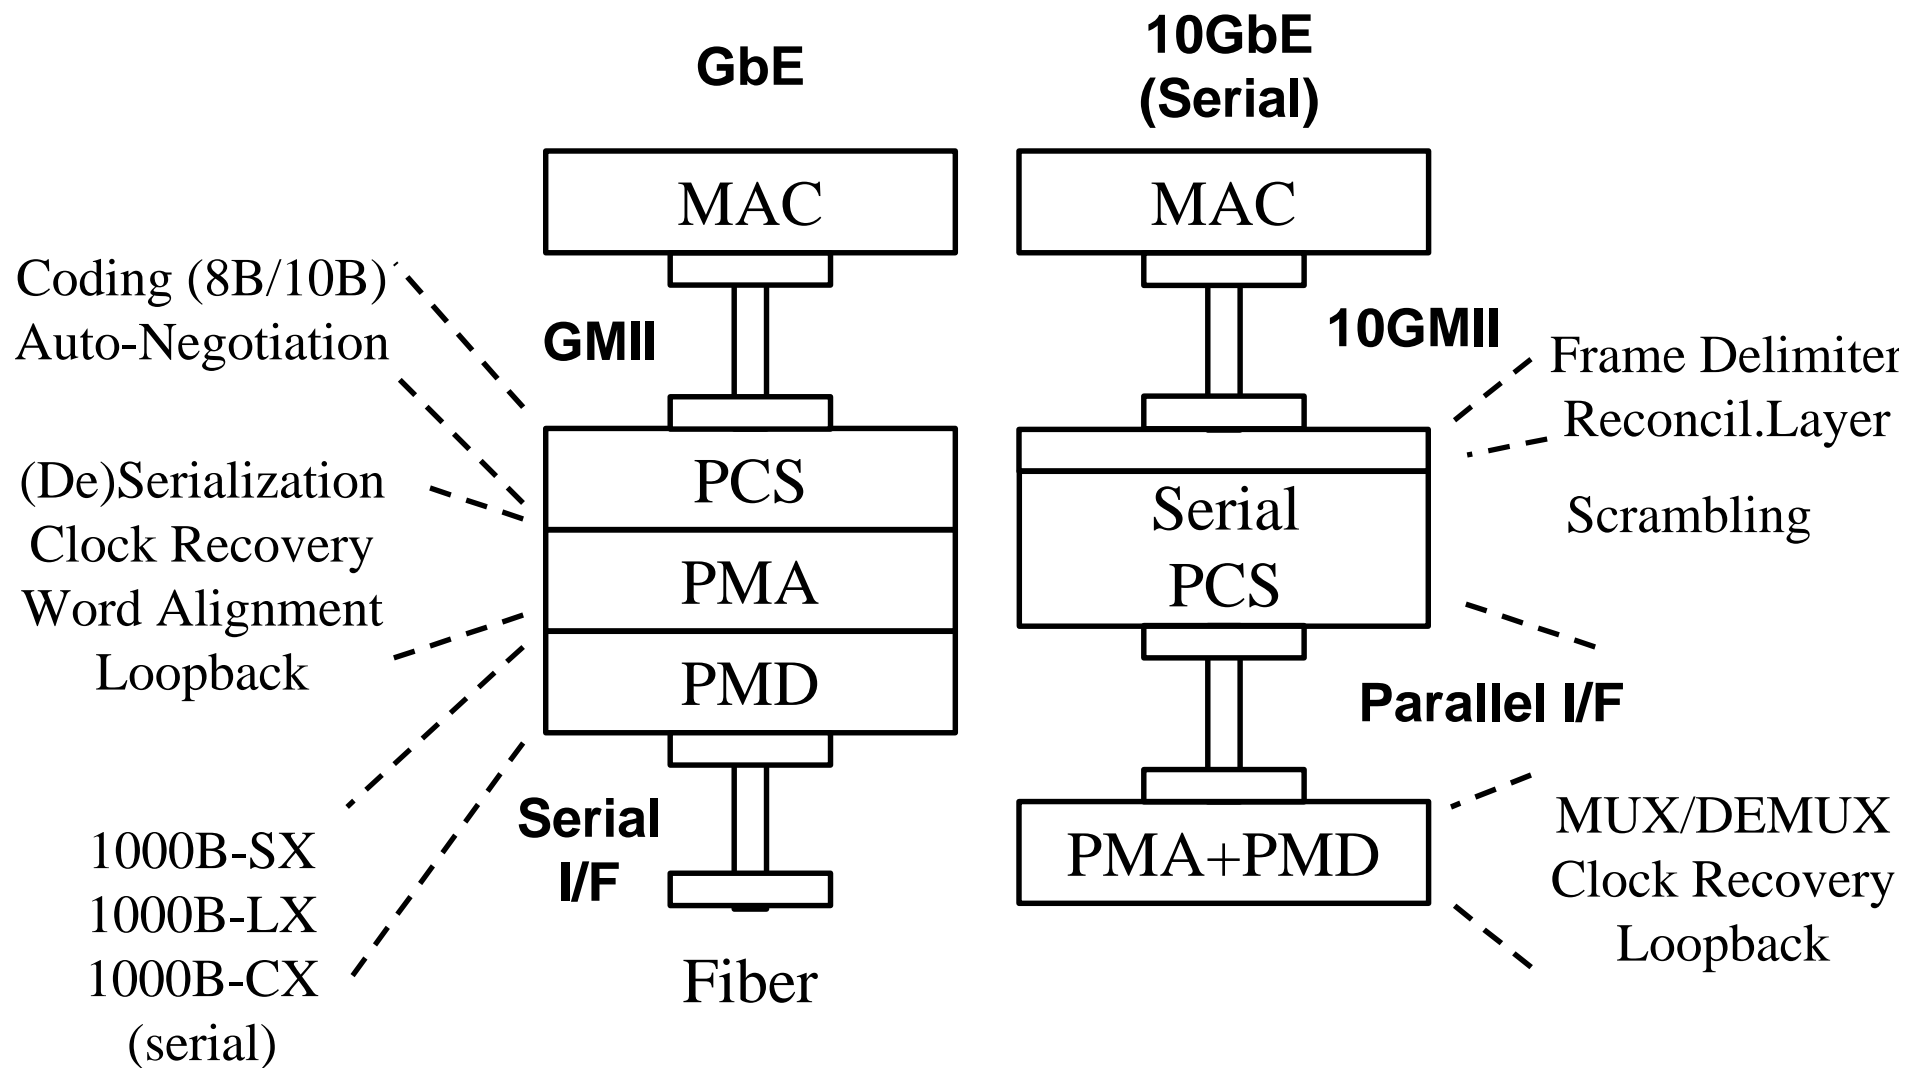 GbE
10GbE
(Serial)
MAC
MAC
Coding (8B/10B)
Auto-Negotiation
GMII
10GMII
Frame Delimiter
Reconcil.Layer
(De)Serialization
Clock Recovery
Word Alignment
Loopback
PCS
PMA
PMD
Serial
PCS
Scrambling
Parallel I/F
1000B-SX
1000B-LX
1000B-CX
(serial)
Serial
I/F
Fiber
PMA+PMD
MUX/DEMUX
Clock Recovery
Loopback